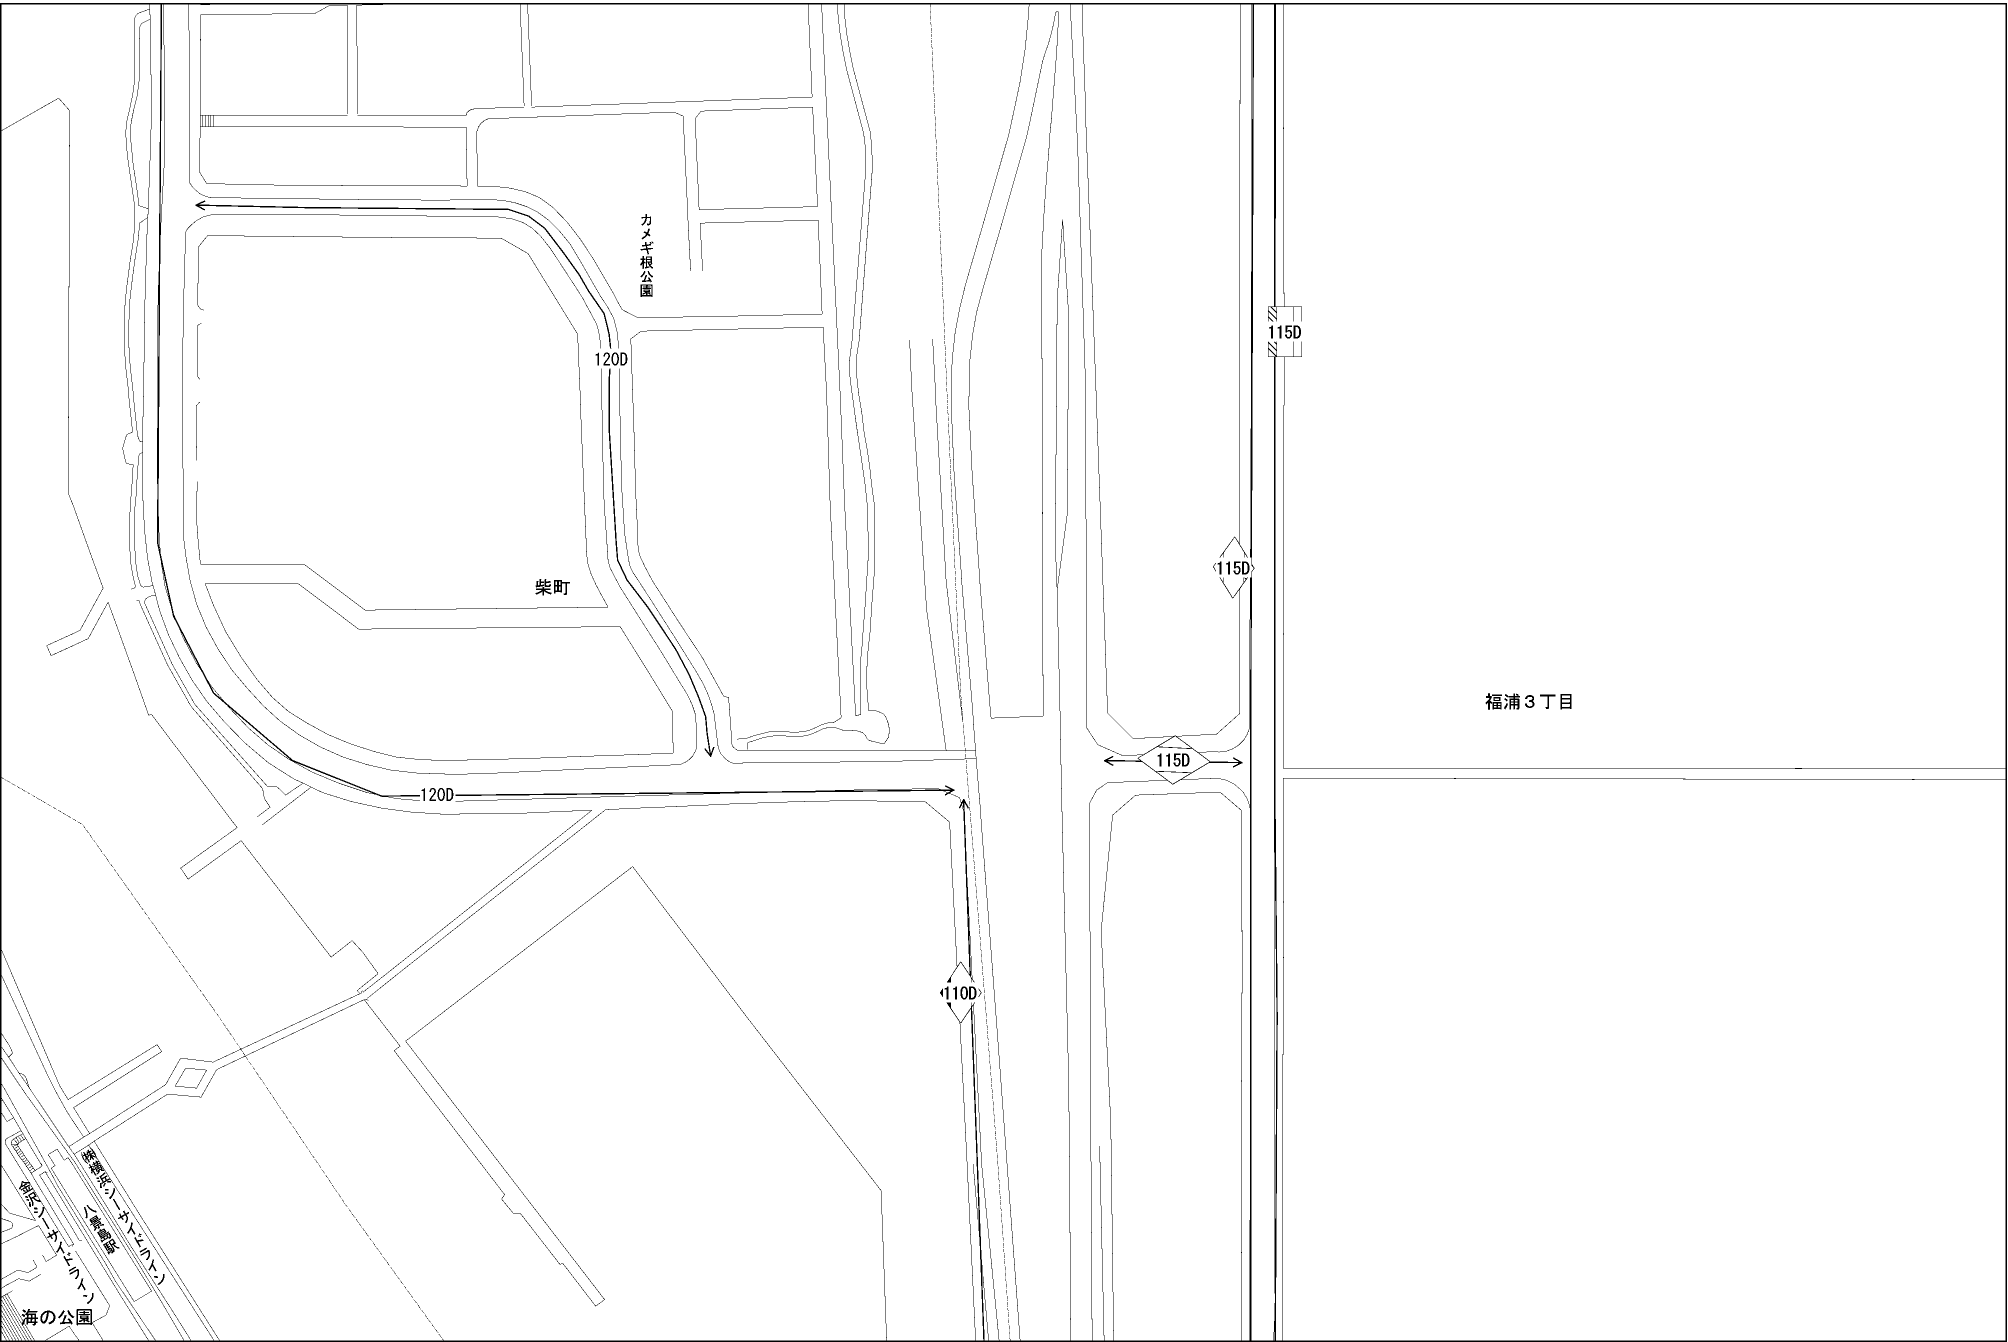 カメギ根公園
115D
120D
115D
柴町
福浦３丁目
115D
120D
110D
㈱横浜シーサイドライン
金沢シーサイドライン
八景島駅
海の公園